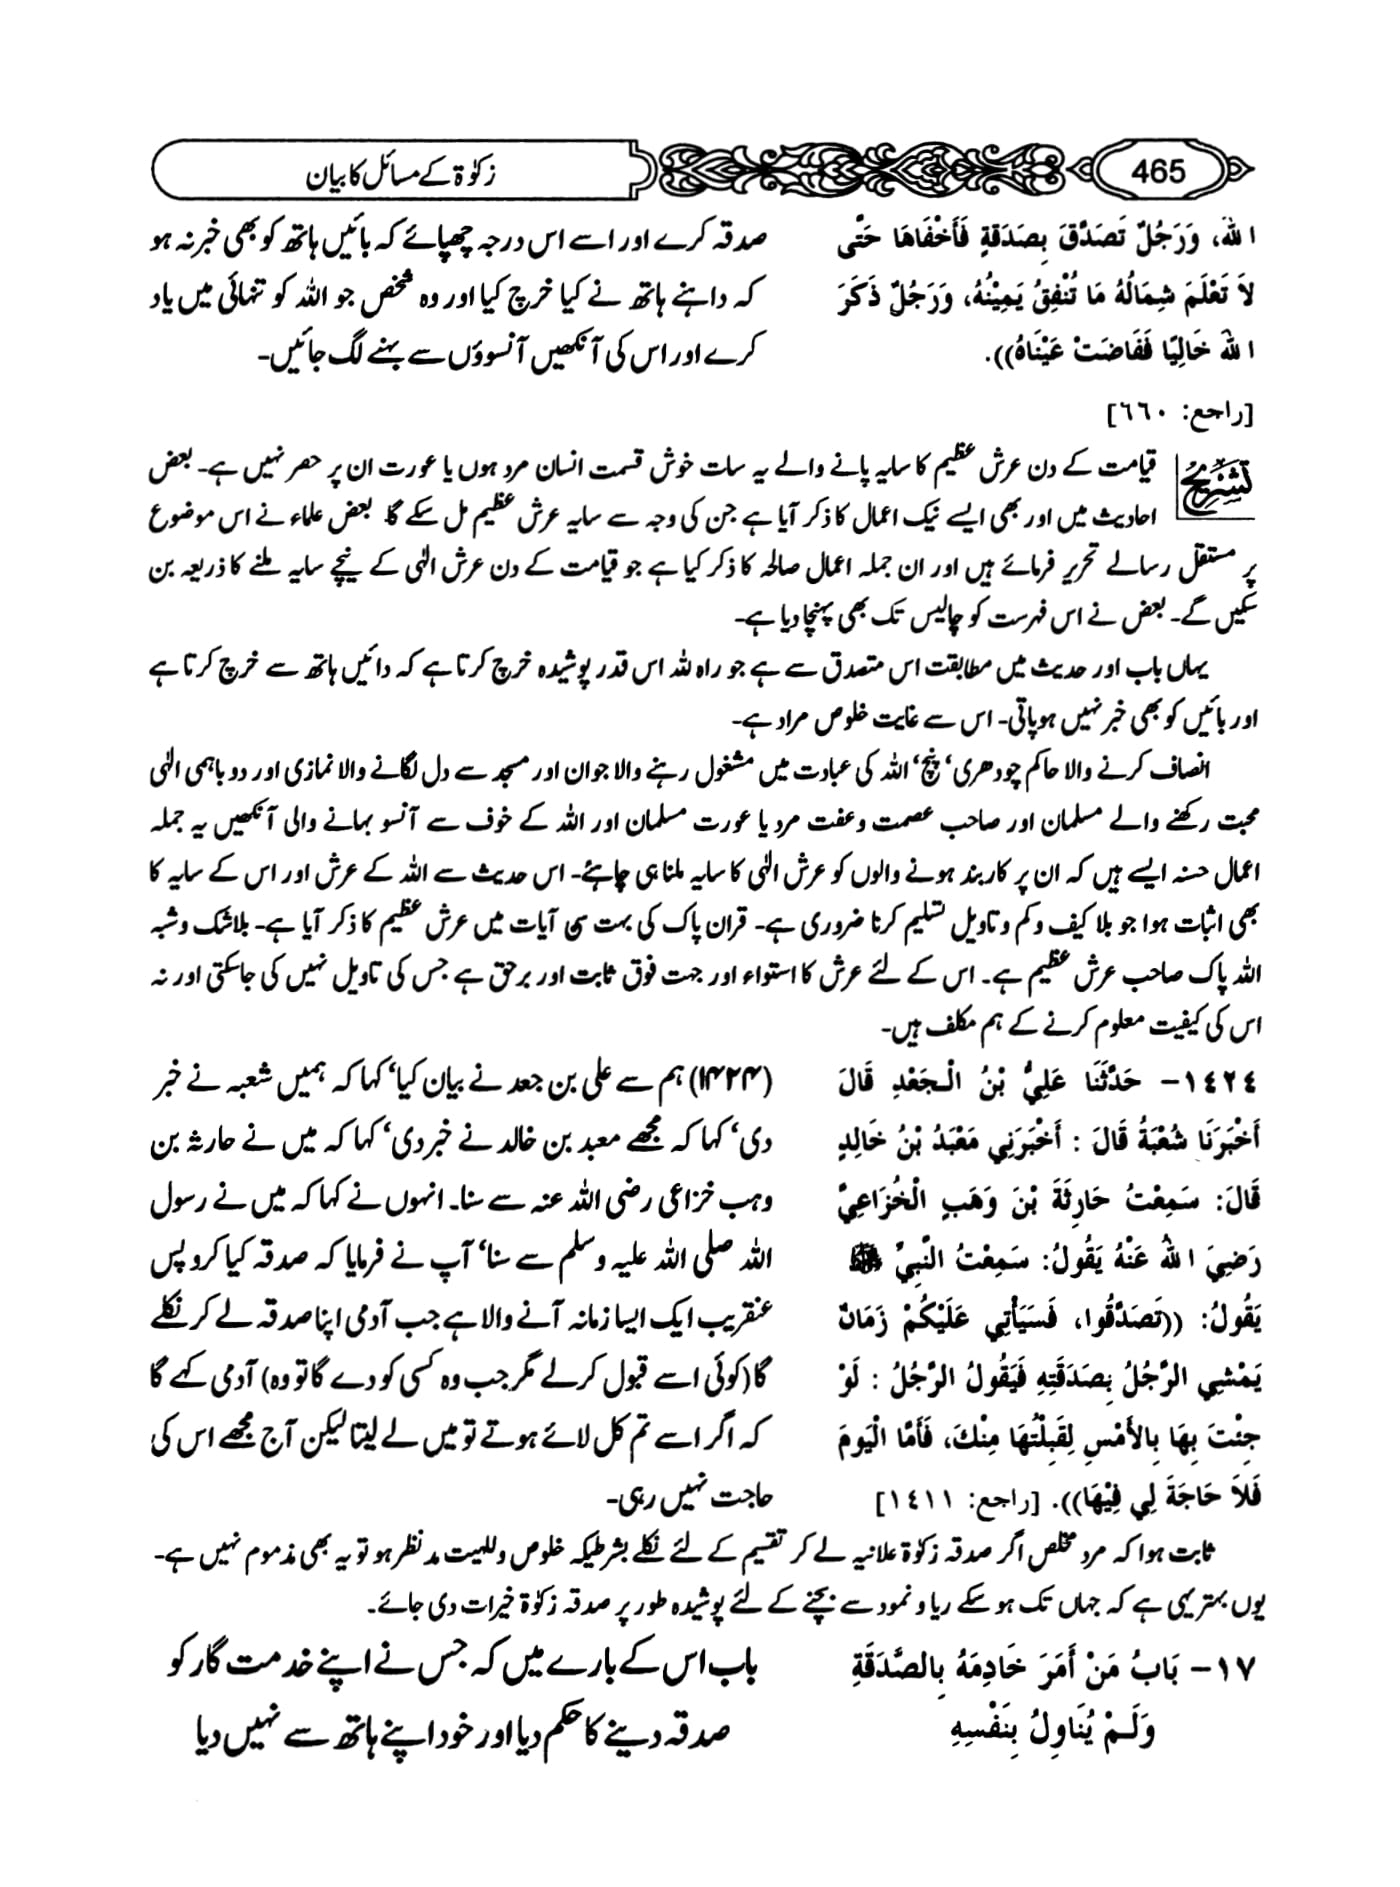 465
زکوٰۃ کے مسائل کا بیان
اللهَ، وَرَجُلٌ تَصَدَّقَ بِصَدَقَةٍ فَأَخْفَاهَا حَتَّى
لاَ تَعْلَمَ شِمَالُهُ مَا تُنْفِقُ يَمِيْنُهُ، وَرَجُلٌ ذَكَرَ
اللهَ خَالِيًا فَفَاضَتْ عَيْنَاهُ)).
[راجع: ٦٦٠]
صدقہ کرے اور اسے اس درجہ چھپائے کہ بائیں ہاتھ کو بھی خبر نہ ہو
کہ داہنے ہاتھ نے کیا خرچ کیا اور وہ شخص جو اللہ کو تنہائی میں یاد
کرے اور اس کی آنکھیں آنسوؤں سے بہنے لگ جائیں۔
تشریح
قیامت کے دن عرش عظیم کا سایہ پانے والے یہ سات خوش قسمت انسان مرد ہوں یا عورت ان پر حصر نہیں ہے۔ بعض
احادیث میں اور بھی ایسے نیک اعمال کا ذکر آیا ہے جن کی وجہ سے سایہ عرش عظیم مل سکے گا۔ بعض علماء نے اس موضوع
پر مستقل رسالے تحریر فرمائے ہیں اور ان جملہ اعمال صالحہ کا ذکر کیا ہے جو قیامت کے دن عرش الٰہی کے نیچے سایہ ملنے کا ذریعہ بن
سکیں گے۔ بعض نے اس فہرست کو چالیس تک بھی پہنچا دیا ہے۔
یہاں باب اور حدیث میں مطابقت اس متصدق سے ہے جو راہ للہ اس قدر پوشیدہ خرچ کرتا ہے کہ دائیں ہاتھ سے خرچ کرتا ہے
اور بائیں کو بھی خبر نہیں ہو پاتی۔ اس سے غایت خلوص مراد ہے۔
انصاف کرنے والا حاکم چودھری‘ پنچ‘ اللہ کی عبادت میں مشغول رہنے والا جوان اور مسجد سے دل لگانے والا نمازی اور دو باہمی الٰہی
محبت رکھنے والے مسلمان اور صاحب عصمت و عفت مرد یا عورت مسلمان اور اللہ کے خوف سے آنسو بہانے والی آنکھیں یہ جملہ
اعمال حسنہ ایسے ہیں کہ ان پر کاربند ہونے والوں کو عرش الٰہی کا سایہ ملنا ہی چاہئے۔ اس حدیث سے اللہ کے عرش اور اس کے سایہ کا
بھی اثبات ہوا جو بلا کیف و کم و تاویل تسلیم کرنا ضروری ہے۔ قرآن پاک کی بہت سی آیات میں عرش عظیم کا ذکر آیا ہے۔ بلاشک و شبہ
اللہ پاک صاحب عرش عظیم ہے۔ اس کے لئے عرش کا استواء اور جہت فوق ثابت اور برحق ہے جس کی تاویل نہیں کی جاسکتی اور نہ
اس کی کیفیت معلوم کرنے کے ہم مکلف ہیں۔
١٤٢٤- حَدَّثَنَا عَلِيُّ بْنُ الْجَعْدِ قَالَ
أَخْبَرَنَا شُعْبَةُ قَالَ : أَخْبَرَنِي مَعْبَدُ بْنُ خَالِدٍ
قَالَ: سَمِعْتُ حَارِثَةَ بْنَ وَهَبٍ الْخُزَاعِيَّ
رَضِيَ اللهُ عَنْهُ يَقُولُ: سَمِعْتُ النَّبِيَّ ﷺ
يَقُولُ: ((تَصَدَّقُوا، فَسَيَأْتِي عَلَيْكُمْ زَمَانٌ
يَمْشِي الرَّجُلُ بِصَدَقَتِهِ فَيَقُولُ الرَّجُلُ : لَوْ
جِئْتَ بِهَا بِالأَمْسِ لِقَبِلْتُهَا مِنْكَ، فَأَمَّا الْيَومَ
فَلاَ حَاجَةَ لِي فِيْهَا)). [راجع: ١٤١١]
(۱۴۲۴) ہم سے علی بن جعد نے بیان کیا‘ کہا کہ ہمیں شعبہ نے خبر
دی‘ کہا کہ مجھے معبد بن خالد نے خبر دی‘ کہا کہ میں نے حارثہ بن
وہب خزاعی رضی اللہ عنہ سے سنا۔ انہوں نے کہا کہ میں نے رسول
اللہ صلی اللہ علیہ و سلم سے سنا‘ آپ نے فرمایا کہ صدقہ کیا کرو پس
عنقریب ایک ایسا زمانہ آنے والا ہے جب آدمی اپنا صدقہ لے کر نکلے
گا (کوئی اسے قبول کرلے مگر جب وہ کسی کو دے گا تو وہ) آدمی کہے گا
کہ اگر اسے تم کل لائے ہوتے تو میں لے لیتا لیکن آج مجھے اس کی
حاجت نہیں رہی۔
ثابت ہوا کہ مرد مخلص اگر صدقہ زکوٰۃ علانیہ لے کر تقسیم کے لئے نکلے بشرطیکہ خلوص و للہیت مد نظر ہو تو یہ بھی مذموم نہیں ہے۔
یوں بہتر یہی ہے کہ جہاں تک ہو سکے ریا و نمود سے بچنے کے لئے پوشیدہ طور پر صدقہ زکوٰۃ خیرات دی جائے۔
١٧- بَابُ مَنْ أَمَرَ خَادِمَهُ بِالصَّدَقَةِ
وَلَمْ يُنَاوِلُ بِنَفْسِهِ
باب اس کے بارے میں کہ جس نے اپنے خدمت گار کو
صدقہ دینے کا حکم دیا اور خود اپنے ہاتھ سے نہیں دیا